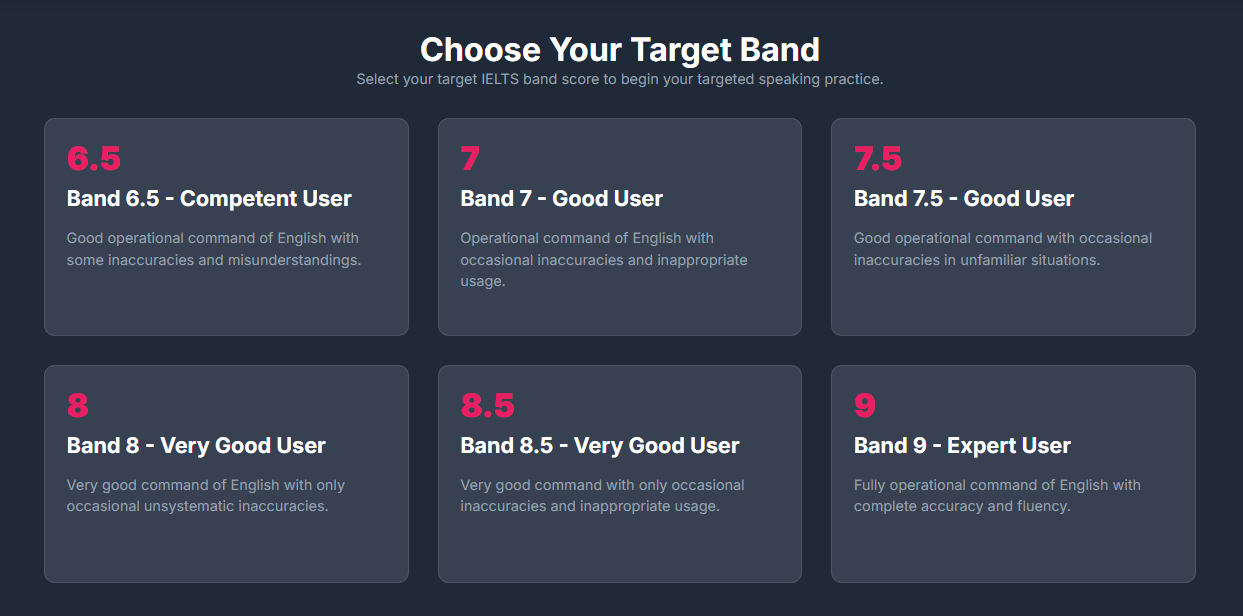 Choose Your Target Band
Select your target IELTS band score to begin your targeted speaking practice.
6.5
Band 6.5 - Competent User
Good operational command of English with
some inaccuracies and misunderstandings.
7
Band 7 - Good User
Operational command of English with
occasional inaccuracies and inappropriate
usage.
7.5
Band 7.5 - Good User
Good operational command with occasional
inaccuracies in unfamiliar situations.
8
Band 8 - Very Good User
Very good command of English with only
occasional unsystematic inaccuracies.
8.5
Band 8.5 - Very Good User
Very good command with only occasional
inaccuracies and inappropriate usage.
9
Band 9 - Expert User
Fully operational command of English with
complete accuracy and fluency.